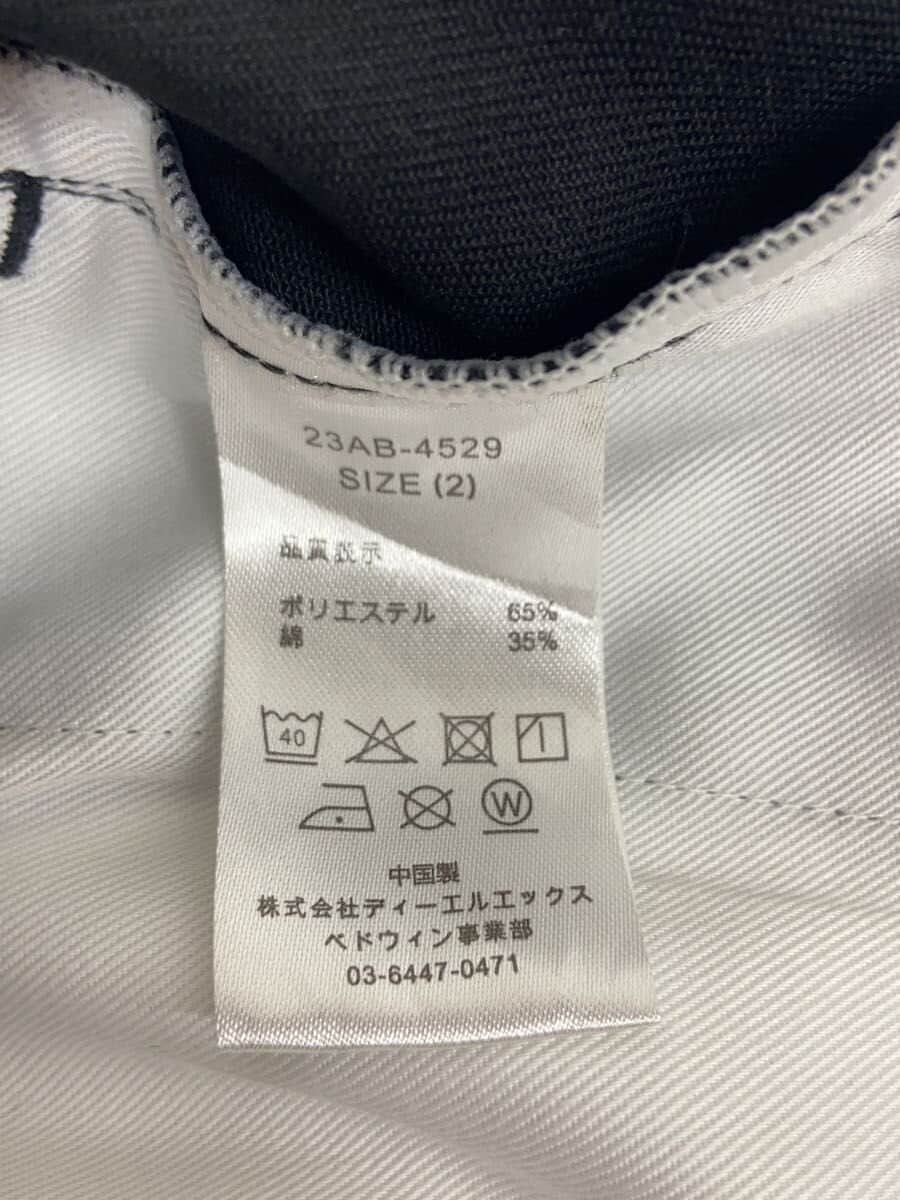 23AB-4529
SIZE (2)
品質表示
ポリエステル 65%
綿 35%
40
W
中国製
株式会社ディーエルエックス
ベドウィン事業部
03-6447-0471